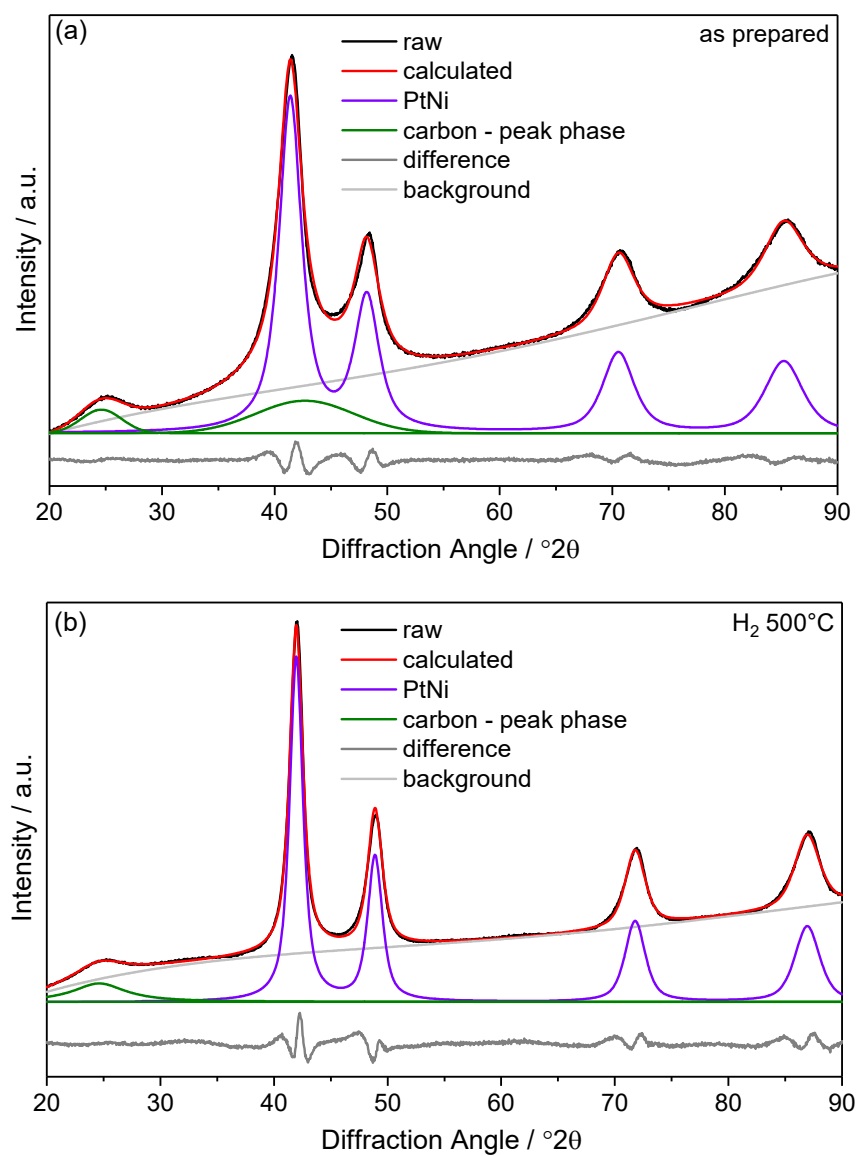 (a)
as prepared
raw
calculated
PtNi
carbon - peak phase
difference
background
Intensity / a.u.
20 30 40 50 60 70 80 90
Diffraction Angle / °2θ
(b)
H₂ 500°C
raw
calculated
PtNi
carbon - peak phase
difference
background
Intensity / a.u.
20 30 40 50 60 70 80 90
Diffraction Angle / °2θ